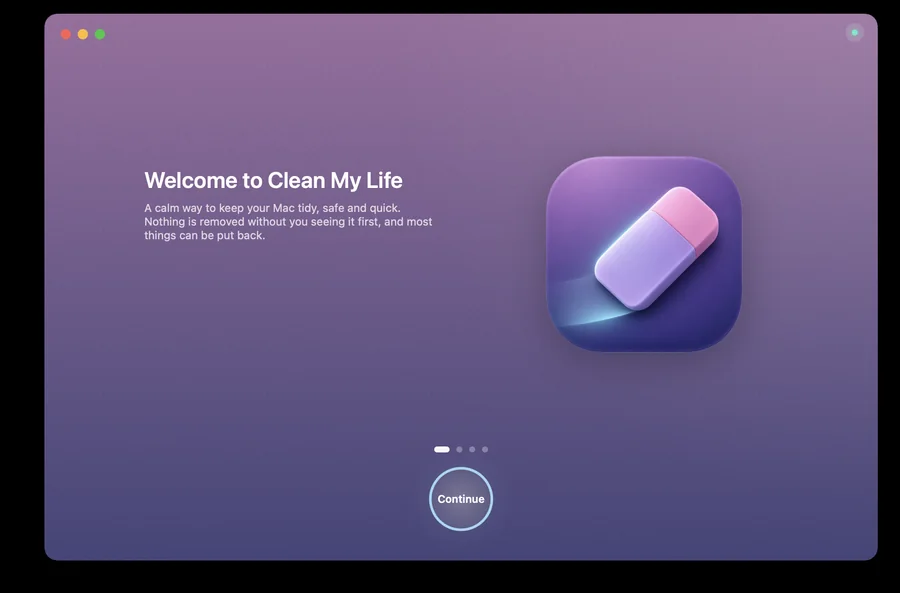 Welcome to Clean My Life
A calm way to keep your Mac tidy, safe and quick.
Nothing is removed without you seeing it first, and most
things can be put back.
Continue